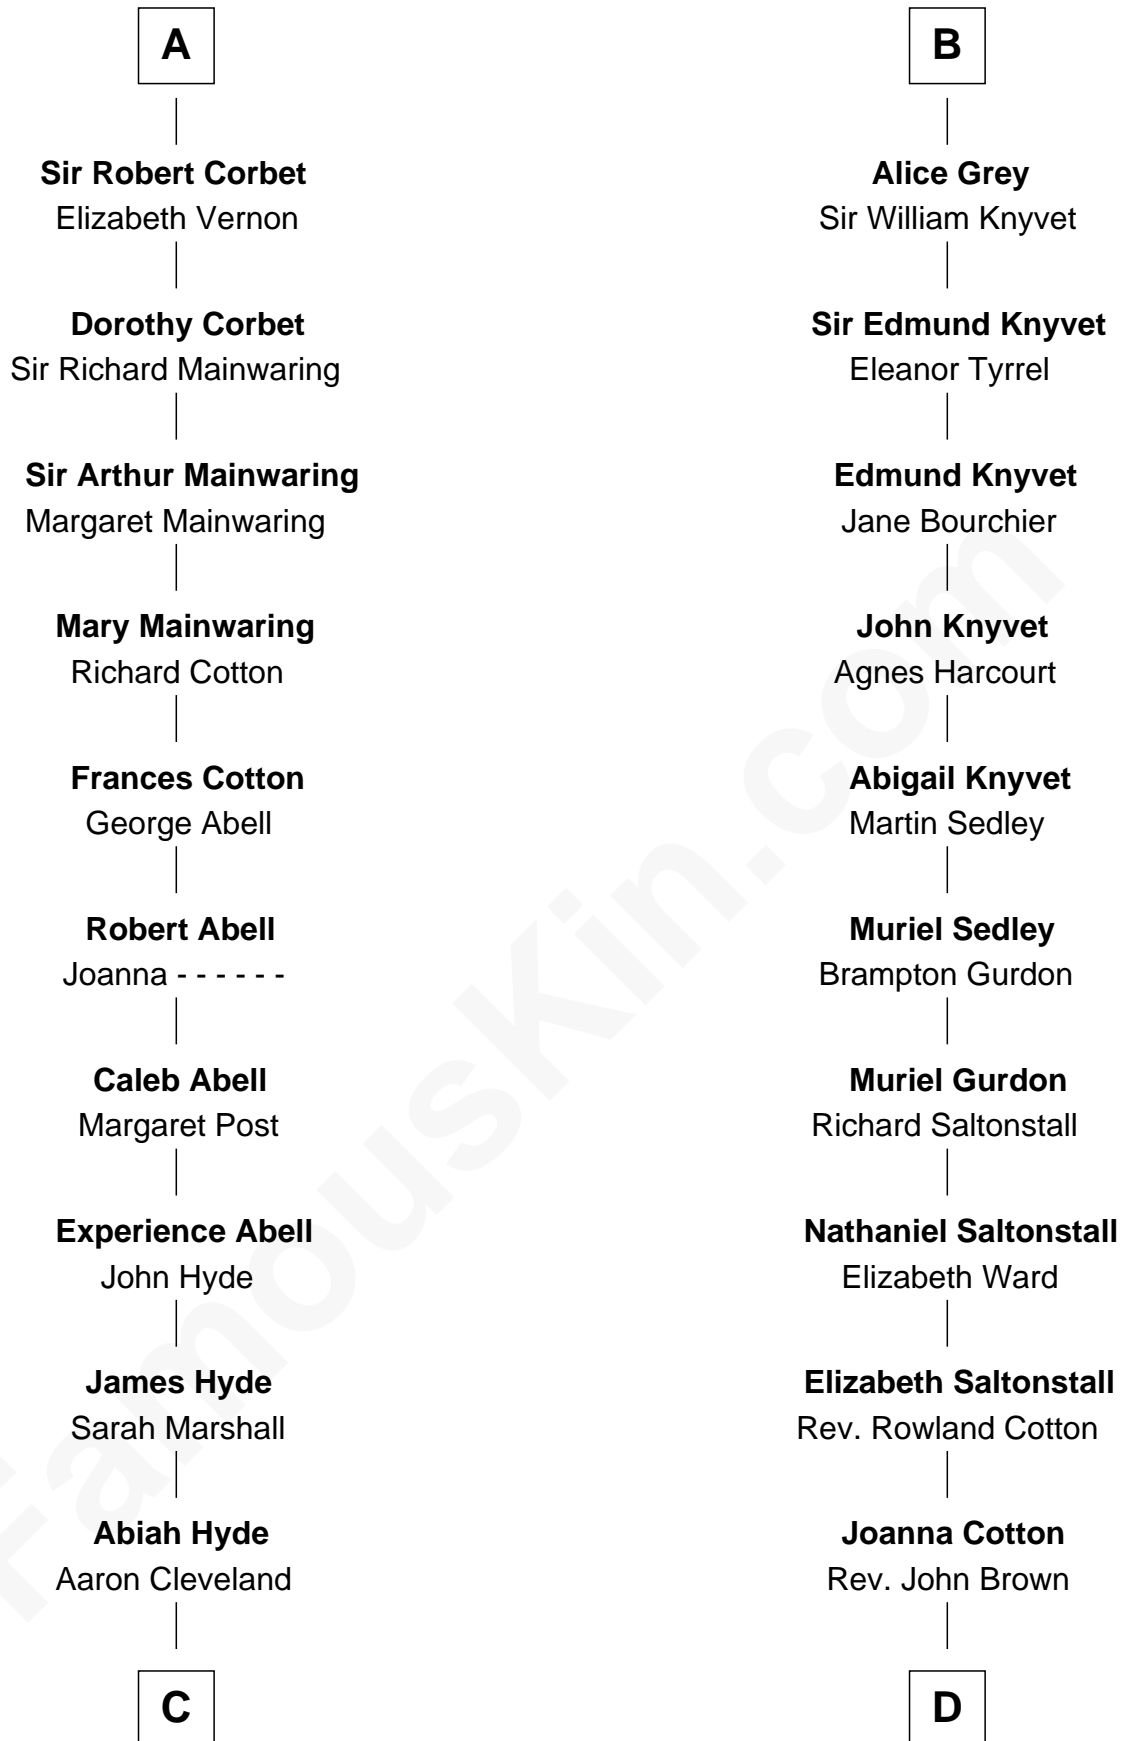 A
Sir Robert Corbet
Elizabeth Vernon
Dorothy Corbet
Sir Richard Mainwaring
Sir Arthur Mainwaring
Margaret Mainwaring
Mary Mainwaring
Richard Cotton
Frances Cotton
George Abell
Robert Abell
Joanna - - - - - -
Caleb Abell
Margaret Post
Experience Abell
John Hyde
James Hyde
Sarah Marshall
Abiah Hyde
Aaron Cleveland
C
B
Alice Grey
Sir William Knyvet
Sir Edmund Knyvet
Eleanor Tyrrel
Edmund Knyvet
Jane Bourchier
John Knyvet
Agnes Harcourt
Abigail Knyvet
Martin Sedley
Muriel Sedley
Brampton Gurdon
Muriel Gurdon
Richard Saltonstall
Nathaniel Saltonstall
Elizabeth Ward
Elizabeth Saltonstall
Rev. Rowland Cotton
Joanna Cotton
Rev. John Brown
D
FamousKin.com